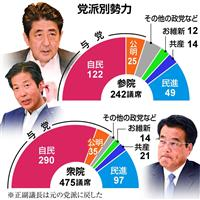 党派別勢力
その他の政党など
お維新 12
共産 14
公明
25
与党
自民
122
参院
242議席
民進
49
その他の政党など
お維新
14
共産
21
公明
35
与党
自民
290
衆院
475議席
民進
97
※正副議長は元の党に戻した